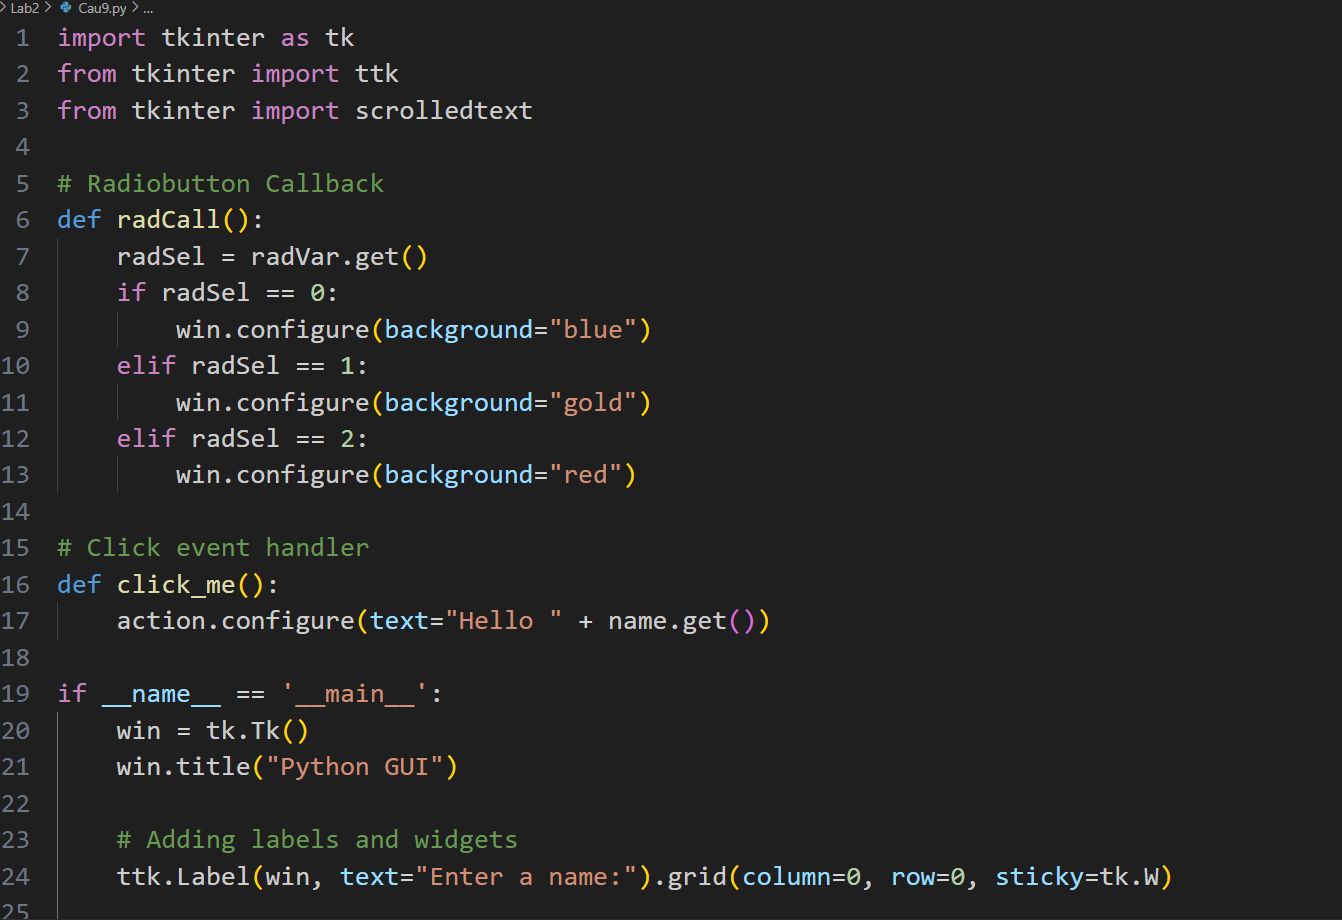 > Lab2 > Cau9.py > ...
1 import tkinter as tk
2 from tkinter import ttk
3 from tkinter import scrolledtext
4
5 # Radiobutton Callback
6 def radCall():
7     radSel = radVar.get()
8     if radSel == 0:
9         win.configure(background="blue")
10     elif radSel == 1:
11         win.configure(background="gold")
12     elif radSel == 2:
13         win.configure(background="red")
14
15 # Click event handler
16 def click_me():
17     action.configure(text="Hello " + name.get())
18
19 if __name__ == '__main__':
20     win = tk.Tk()
21     win.title("Python GUI")
22
23     # Adding labels and widgets
24     ttk.Label(win, text="Enter a name:").grid(column=0, row=0, sticky=tk.W)
25